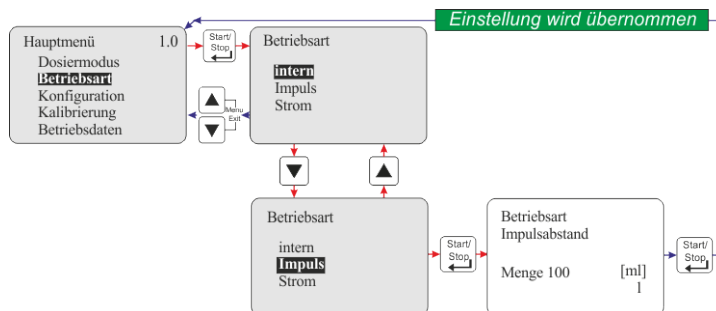 Einstellung wird übernommen
Hauptmenü 1.0
Dosiermodus
Betriebsart
Konfiguration
Kalibrierung
Betriebsdaten
Start/
Stop
Menu
Exit
Betriebsart
intern
Impuls
Strom
Betriebsart
intern
Impuls
Strom
Start/
Stop
Betriebsart
Impulsabstand
Menge 100 [ml]
1
Start/
Stop